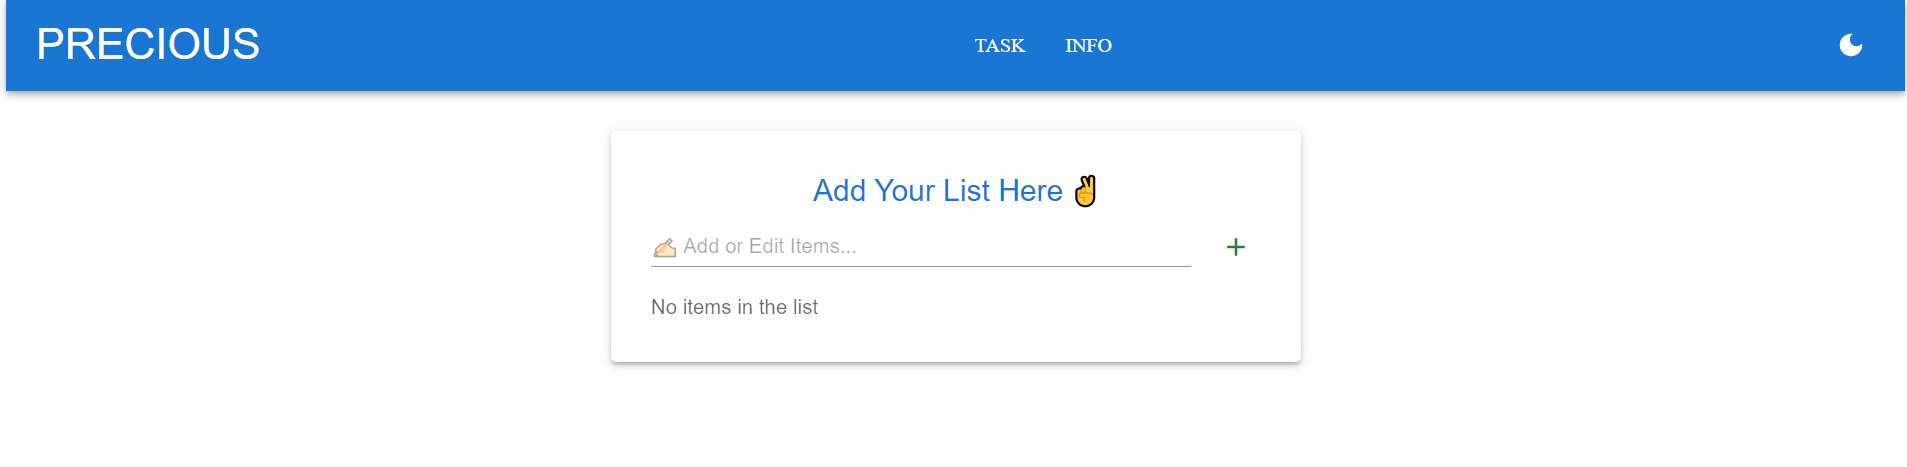 PRECIOUS TASK INFO
Add Your List Here ✌
✍🏻 Add or Edit Items...
No items in the list